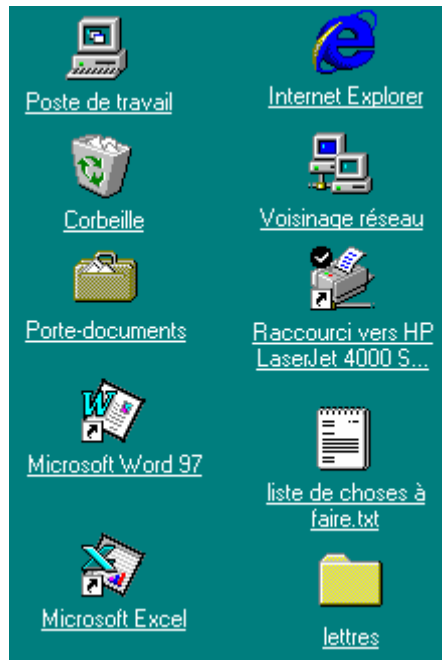 Poste de travail
Internet Explorer
Corbeille
Voisinage réseau
Porte-documents
Raccourci vers HP
LaserJet 4000 S...
Microsoft Word 97
liste de choses à
faire.txt
Microsoft Excel
lettres